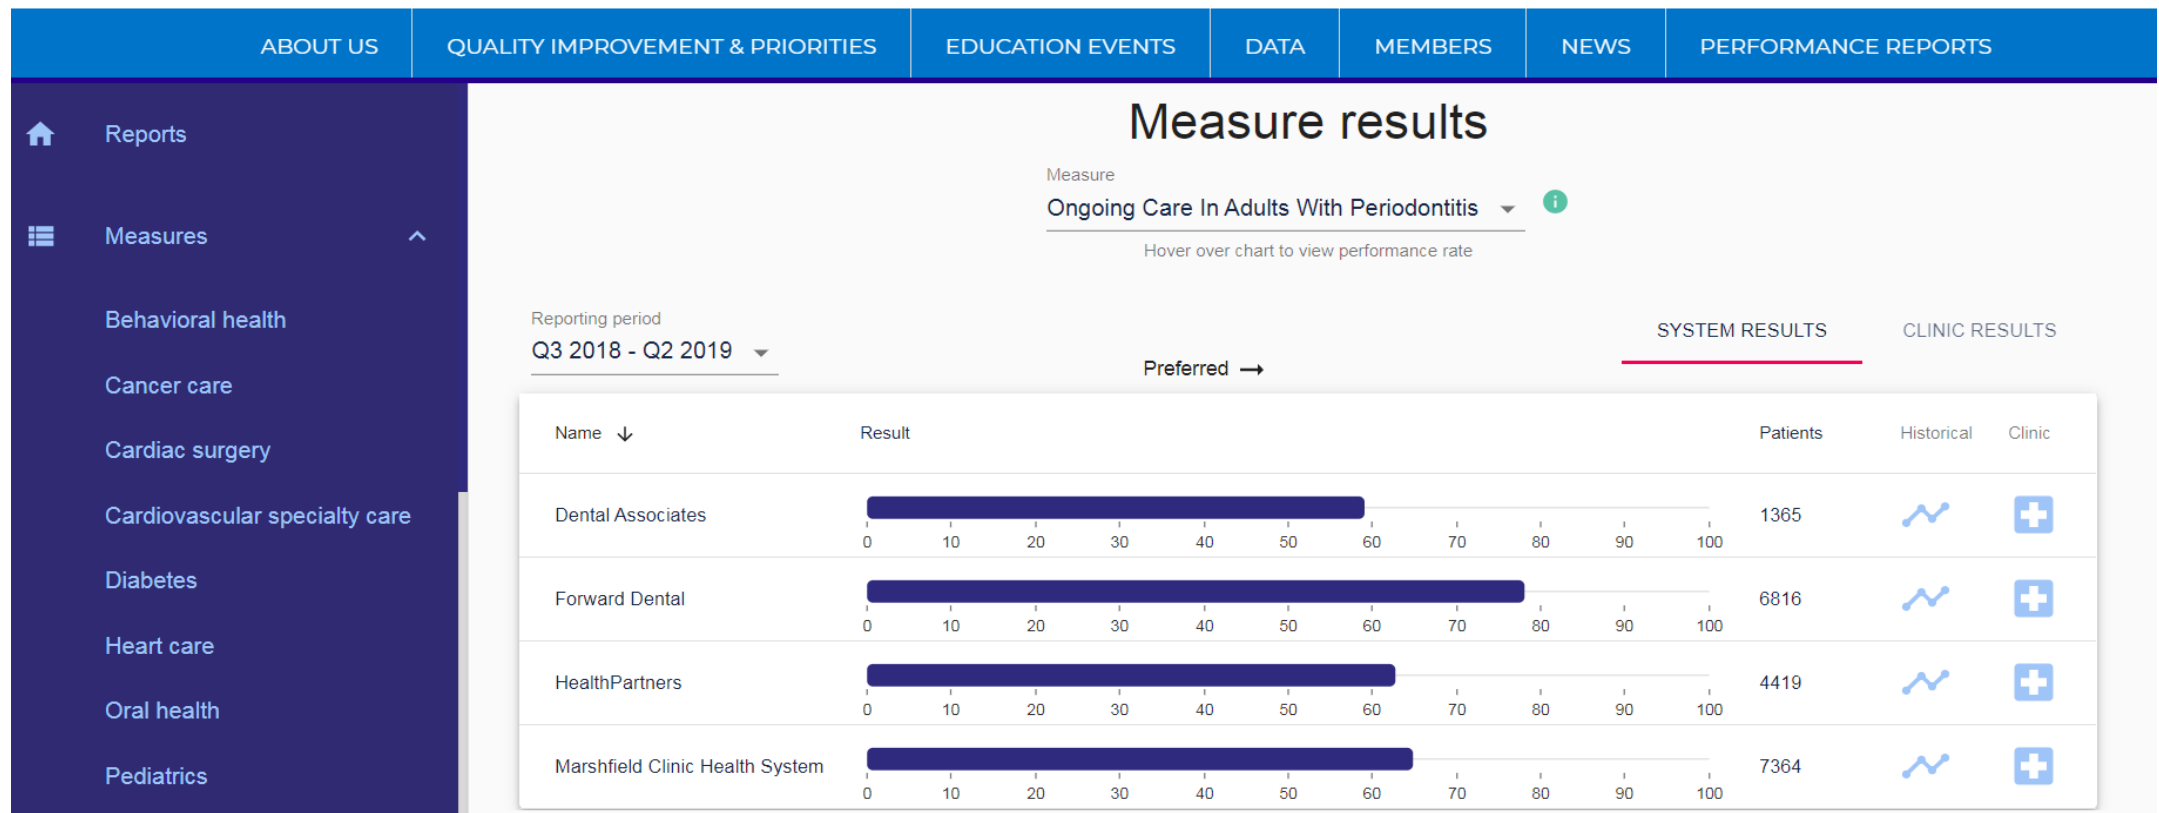 ABOUT US QUALITY IMPROVEMENT & PRIORITIES EDUCATION EVENTS DATA MEMBERS NEWS PERFORMANCE REPORTS
Reports
Measures
Behavioral health
Cancer care
Cardiac surgery
Cardiovascular specialty care
Diabetes
Heart care
Oral health
Pediatrics
Measure results
Measure
Ongoing Care In Adults With Periodontitis
Hover over chart to view performance rate
Reporting period
Q3 2018 - Q2 2019
Preferred →
SYSTEM RESULTS CLINIC RESULTS
Name ↓ Result Patients Historical Clinic
Dental Associates 1365
0 10 20 30 40 50 60 70 80 90 100
Forward Dental 6816
0 10 20 30 40 50 60 70 80 90 100
HealthPartners 4419
0 10 20 30 40 50 60 70 80 90 100
Marshfield Clinic Health System 7364
0 10 20 30 40 50 60 70 80 90 100